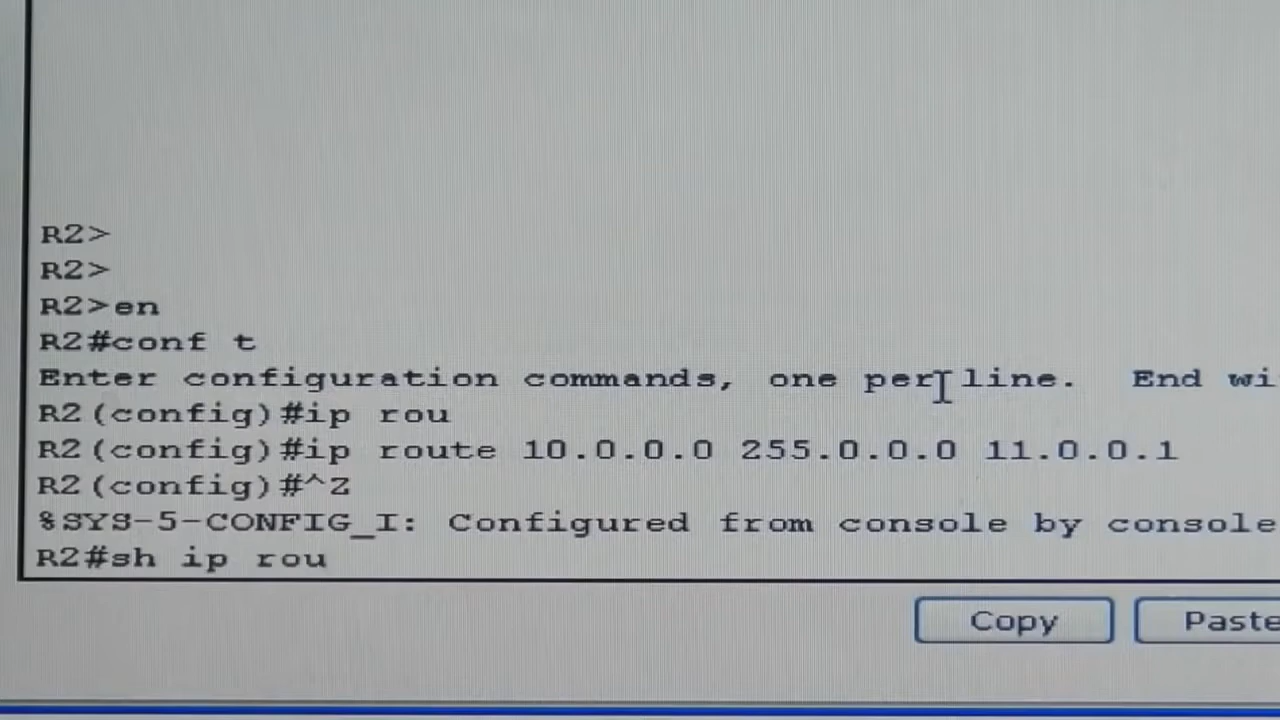 R2>
R2>
R2>en
R2#conf t
Enter configuration commands, one per line. End wi
R2(config)#ip rou
R2(config)#ip route 10.0.0.0 255.0.0.0 11.0.0.1
R2(config)#^Z
%SYS-5-CONFIG_I: Configured from console by console
R2#sh ip rou
Copy Paste